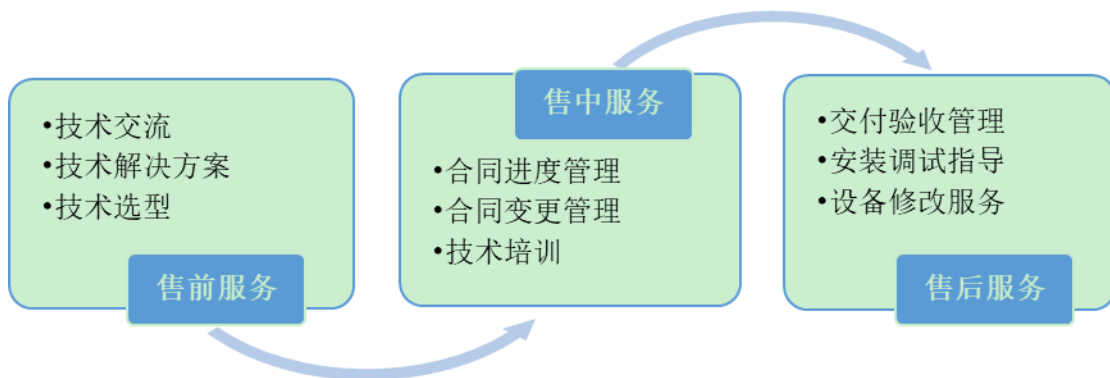 •技术交流
•技术解决方案
•技术选型
售前服务
售中服务
•合同进度管理
•合同变更管理
•技术培训
•交付验收管理
•安装调试指导
•设备修改服务
售后服务